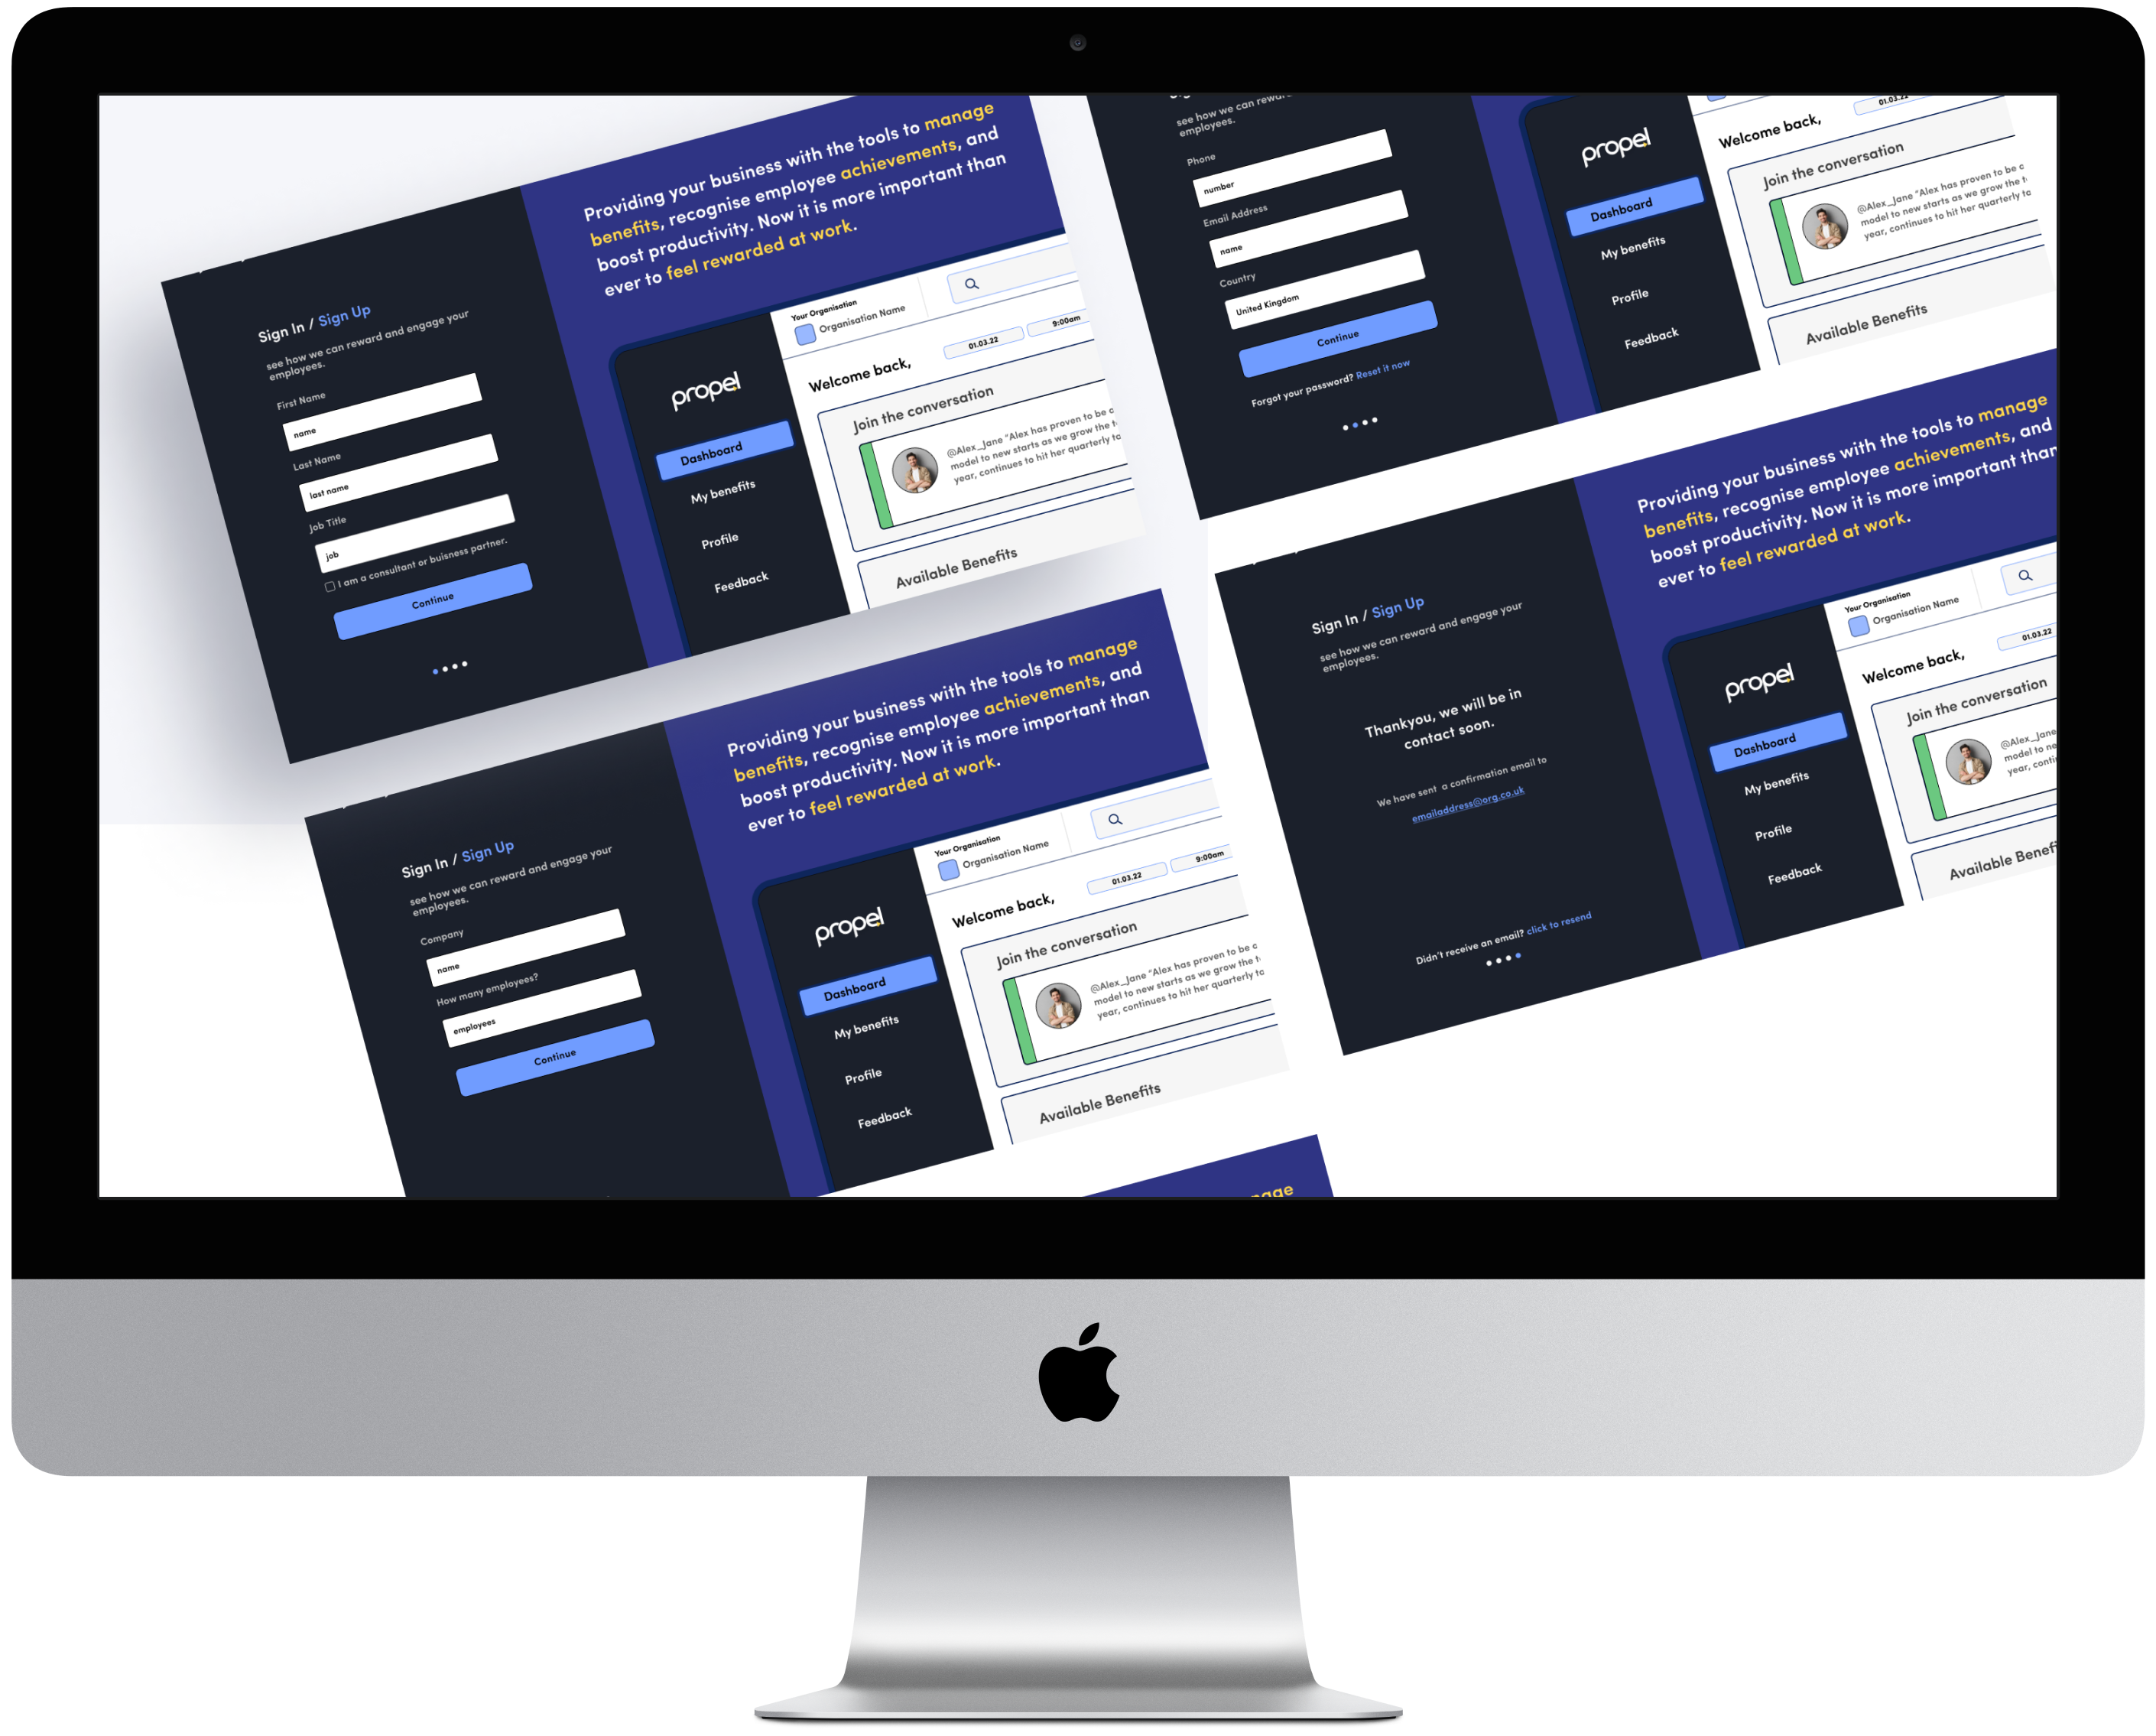 Providing your business with the tools to manage
benefits, recognise employee achievements, and
boost productivity. Now it is more important than
ever to feel rewarded at work.
Sign In / Sign Up
see how we can reward and engage your
employees.
First Name
name
Last Name
last name
Job Title
job
I am a consultant or buisness partner.
Continue
Your Organisation
Organisation Name
01.03.22
9:00am
Welcome back,
propel
Dashboard
My benefits
Profile
Feedback
Join the conversation
@Alex_Jane "Alex has proven to be a
model to new starts as we grow the
year, continues to hit her quarterly
Available Benefits
see how we can
employees.
Phone
number
Email Address
name
Country
United Kingdom
Continue
Forgot your password? Reset it now
01.03.22
Welcome back,
propel
Dashboard
My benefits
Profile
Feedback
Join the conversation
@Alex_Jane "Alex has proven to be
model to new starts as we grow the
year, continues to hit her quarterly
Available Benefits
Providing your business with the tools to manage
benefits, recognise employee achievements, and
boost productivity. Now it is more important than
ever to feel rewarded at work.
Sign In / Sign Up
see how we can reward and engage your
employees.
Company
name
How many employees?
employees
Continue
Your Organisation
Organisation Name
01.03.22
9:00am
Welcome back,
propel
Dashboard
My benefits
Profile
Feedback
Join the conversation
@Alex_Jane "Alex has proven to be
model to new starts as we grow the
year, continues to hit her quarterly
Available Benefits
Providing your business with the tools to manage
benefits, recognise employee achievements, and
boost productivity. Now it is more important than
ever to feel rewarded at work.
Sign In / Sign Up
see how we can reward and engage your
employees.
Thankyou, we will be in
contact soon.
We have sent a confirmation email to
emailaddress@org.co.uk
Didn't receive an email? click to resend
Your Organisation
Organisation Name
01.03.22
Welcome back,
propel
Dashboard
My benefits
Profile
Feedback
Join the conversation
@Alex_Jane
model to
year,
Available